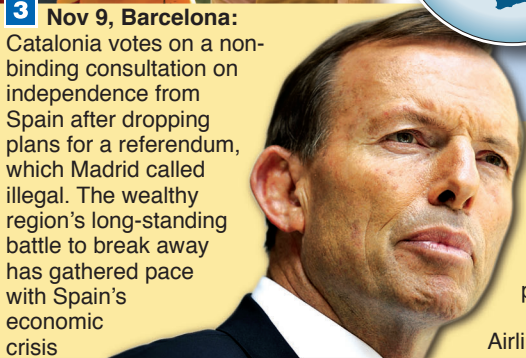 3 Nov 9, Barcelona:
Catalonia votes on a non-
binding consultation on
independence from
Spain after dropping
plans for a referendum,
which Madrid called
illegal. The wealthy
region's long-standing
battle to break away
has gathered pace
with Spain's
economic
crisis
p
Airli